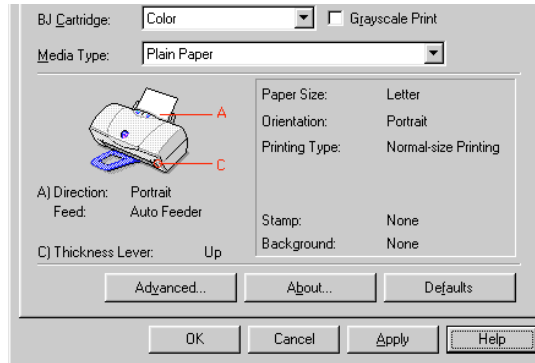 BJ Cartridge: Color Grayscale Print
Media Type: Plain Paper
A
C
A) Direction: Portrait
Feed: Auto Feeder
C) Thickness Lever: Up
Paper Size: Letter
Orientation: Portrait
Printing Type: Normal-size Printing
Stamp: None
Background: None
Advanced... About... Defaults
OK Cancel Apply Help